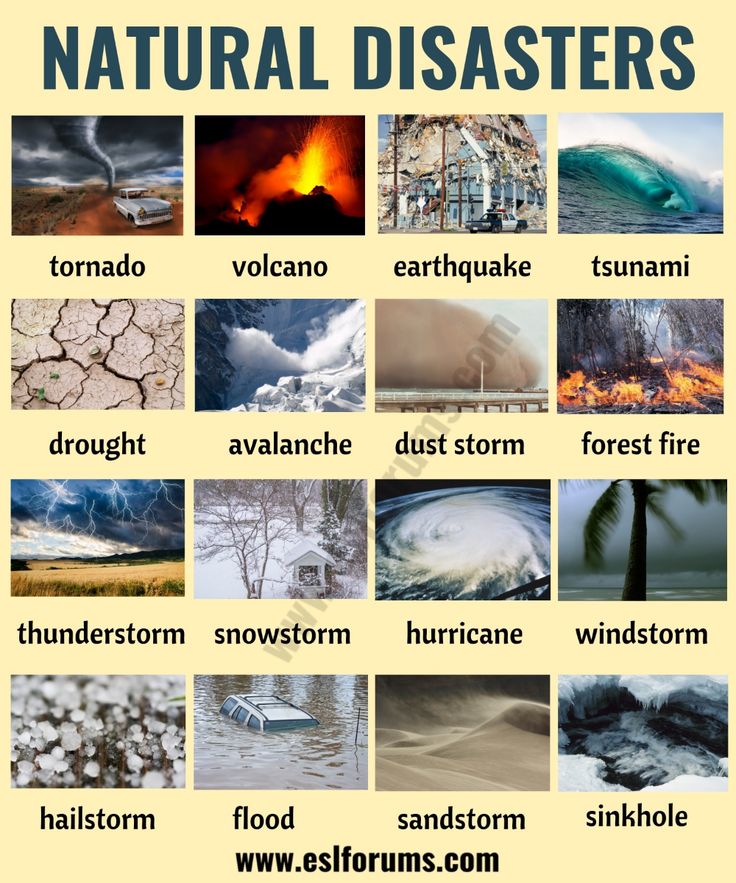 NATURAL DISASTERS
tornado volcano earthquake tsunami
drought avalanche dust storm forest fire
thunderstorm snowstorm hurricane windstorm
hailstorm flood sandstorm sinkhole
www.eslforums.com